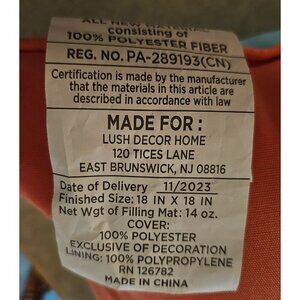 ALL NEW MATERIAL
consisting of
100% POLYESTER FIBER
REG. NO. PA-289193(CN)
Certification is made by the manufacturer
that the materials in this article are
described in accordance with law
MADE FOR :
LUSH DECOR HOME
120 TICES LANE
EAST BRUNSWICK, NJ 08816
Date of Delivery 11/2023
Finished Size: 18 IN X 18 IN
Net Wgt of Filling Mat: 14 oz.
COVER:
100% POLYESTER
EXCLUSIVE OF DECORATION
LINING: 100% POLYPROPYLENE
RN 126782
MADE IN CHINA